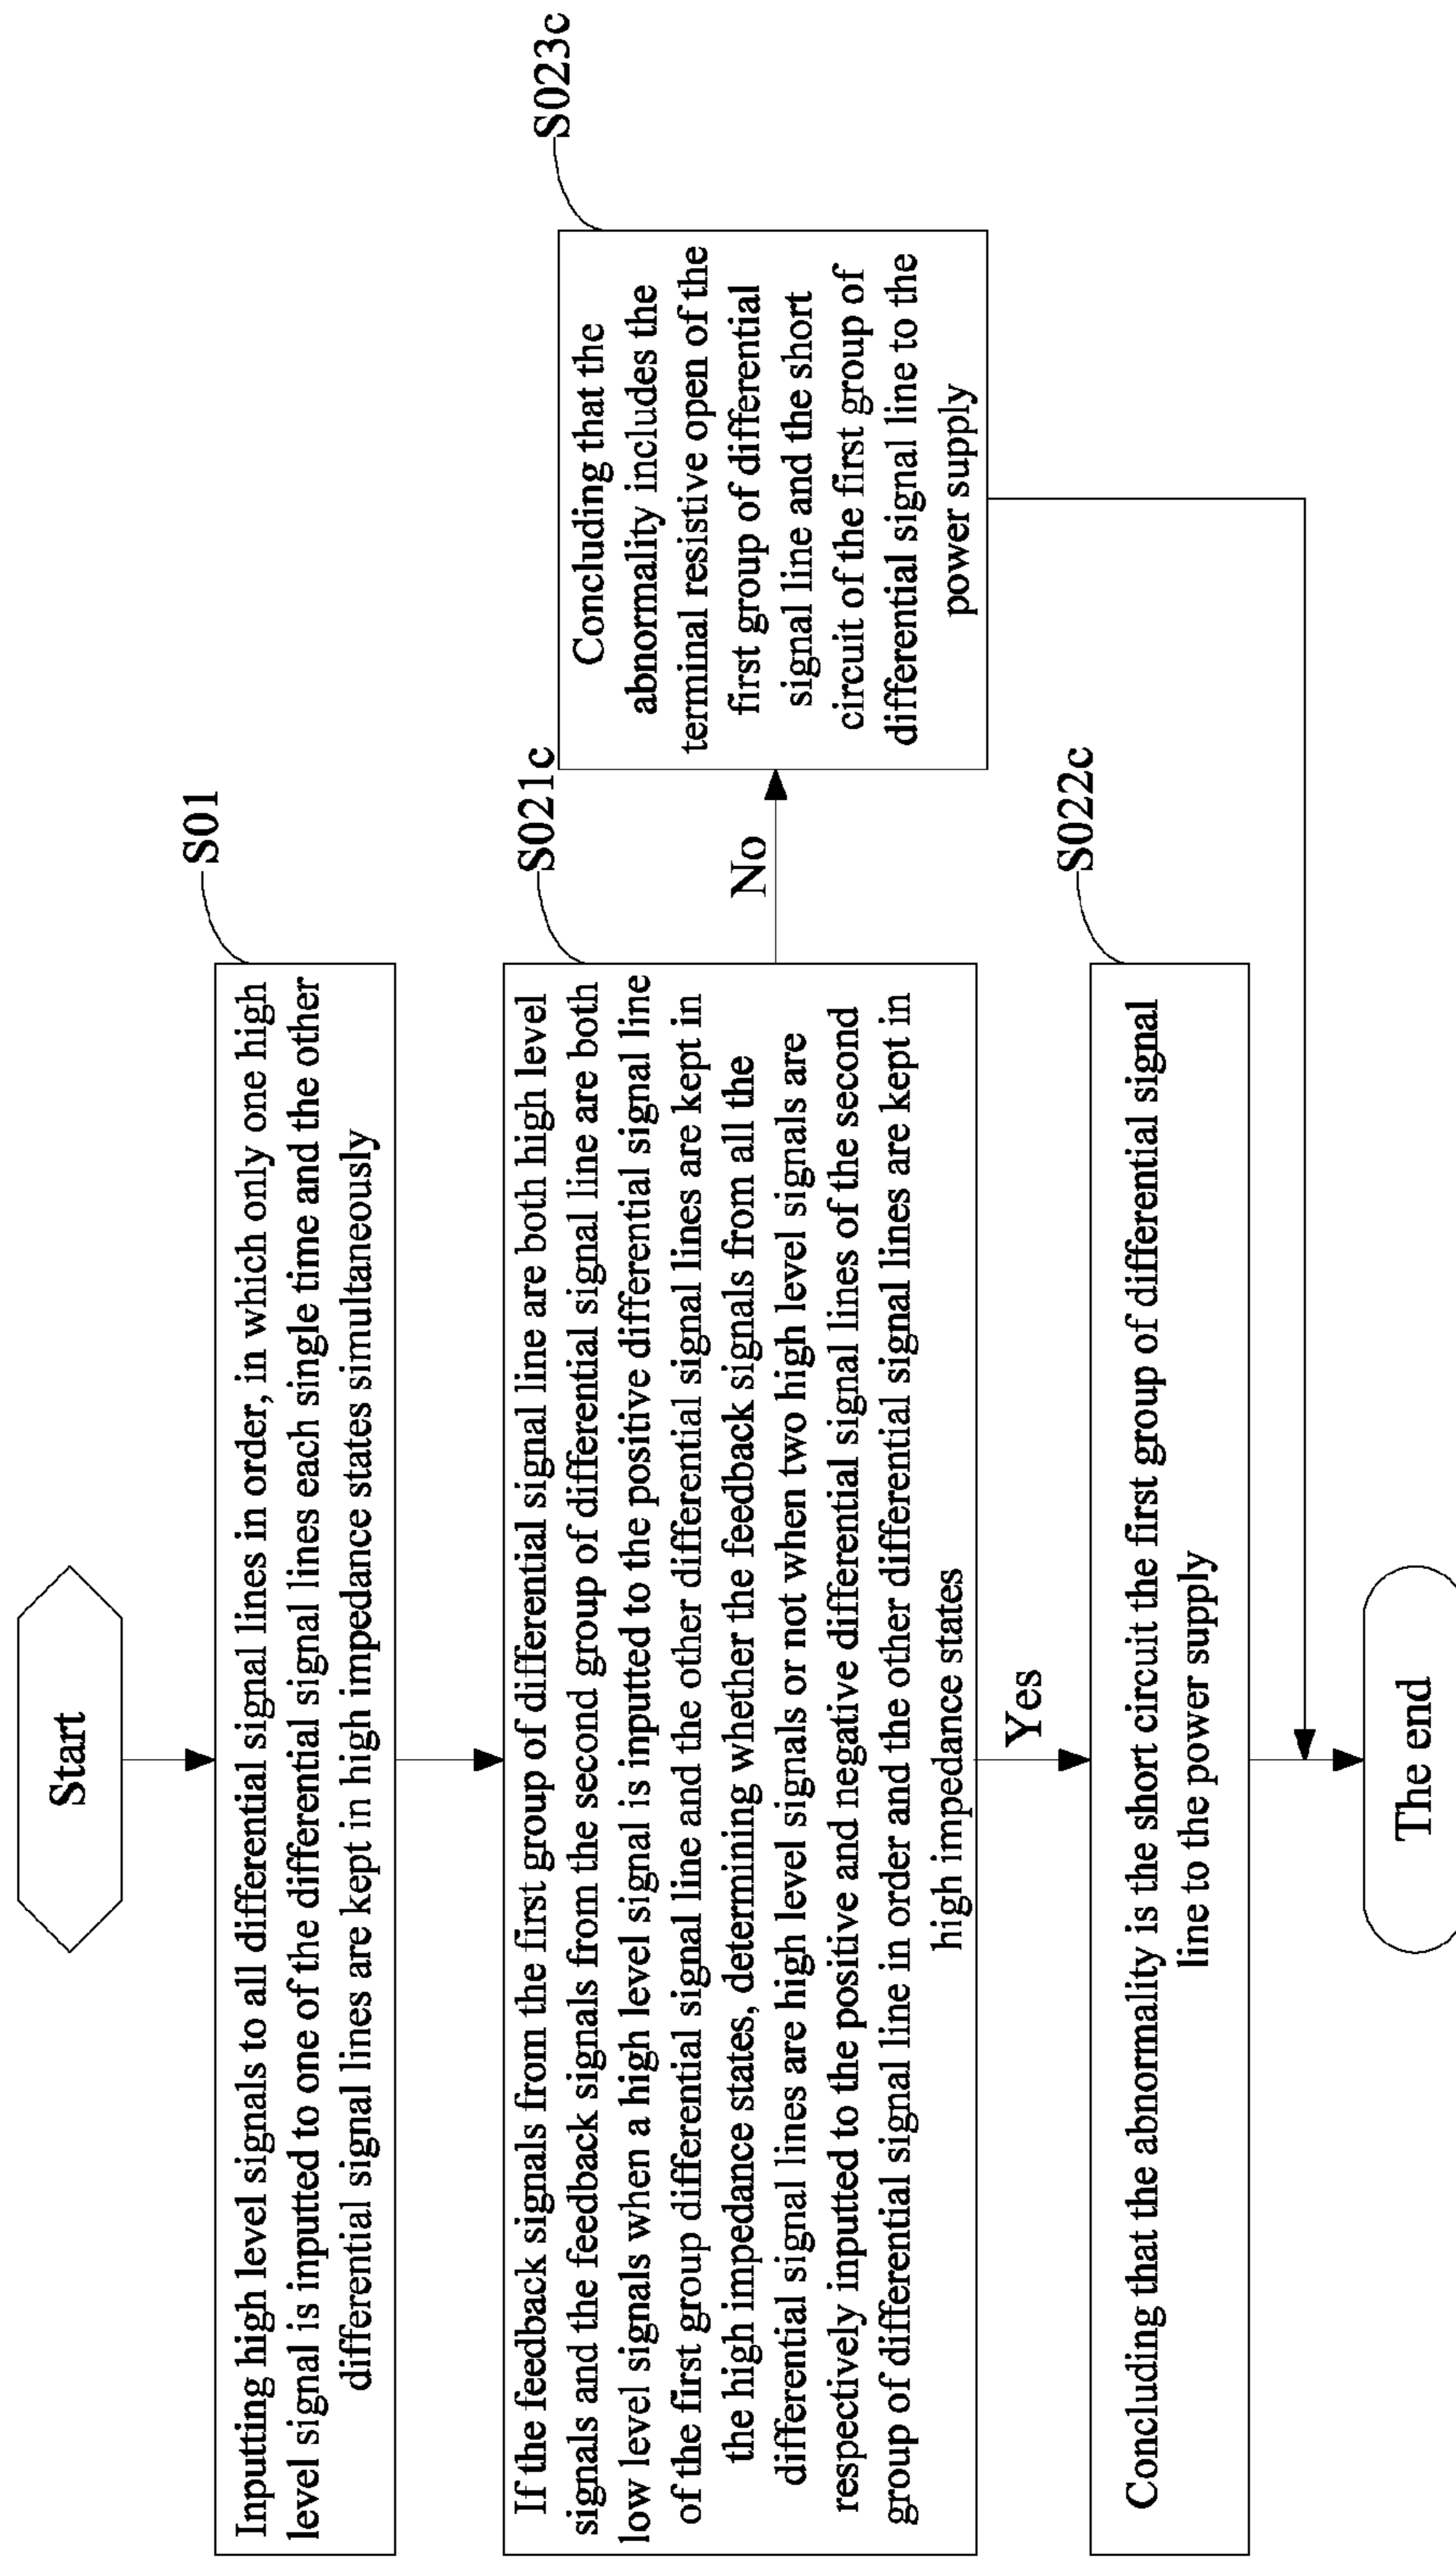 Start
S01
Inputting high level signals to all differential signal lines in order, in which only one high
level signal is inputted to one of the differential signal lines each single time and the other
differential signal lines are kept in high impedance states simultaneously
S021c
If the feedback signals from the first group of differential signal line are both high level
signals and the feedback signals from the second group of differential signal line are both
low level signals when a high level signal is inputted to the positive differential signal line
of the first group differential signal line and the other differential signal lines are kept in
the high impedance states, determining whether the feedback signals from all the
differential signal lines are high level signals or not when two high level signals are
respectively inputted to the positive and negative differential signal lines of the second
group of differential signal line in order and the other differential signal lines are kept in
high impedance states
No
S023c
Concluding that the
abnormality includes the
terminal resistive open of the
first group of differential
signal line and the short
circuit of the first group of
differential signal line to the
power supply
Yes
S022c
Concluding that the abnormality is the short circuit the first group of differential signal
line to the power supply
The end